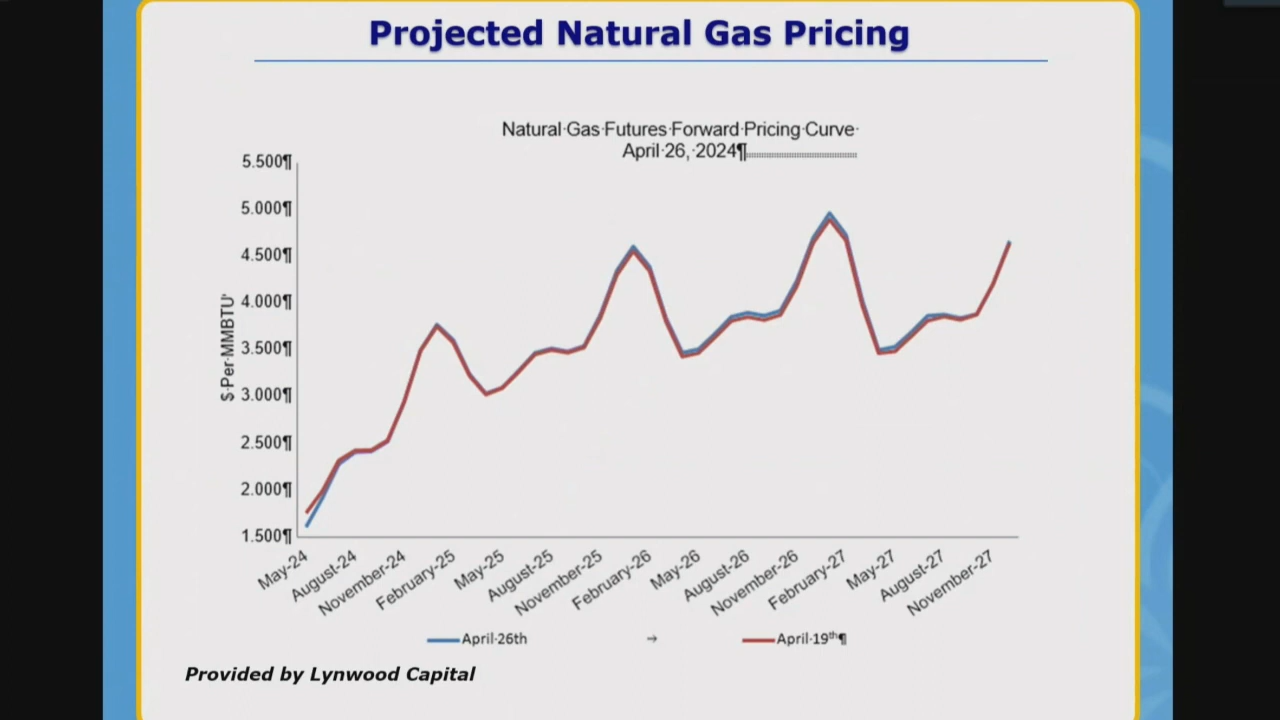 Projected Natural Gas Pricing
Natural·Gas·Futures·Forward·Pricing·Curve·
April·26,·2024¶
5.500¶
5.000¶
4.500¶
4.000¶
3.500¶
3.000¶
2.500¶
2.000¶
1.500¶
$·Per·MMBTU
May-24
August-24
November-24
February-25
May-25
August-25
November-25
February-26
May-26
August-26
November-26
February-27
May-27
August-27
November-27
April·26th → April·19th¶
Provided by Lynwood Capital